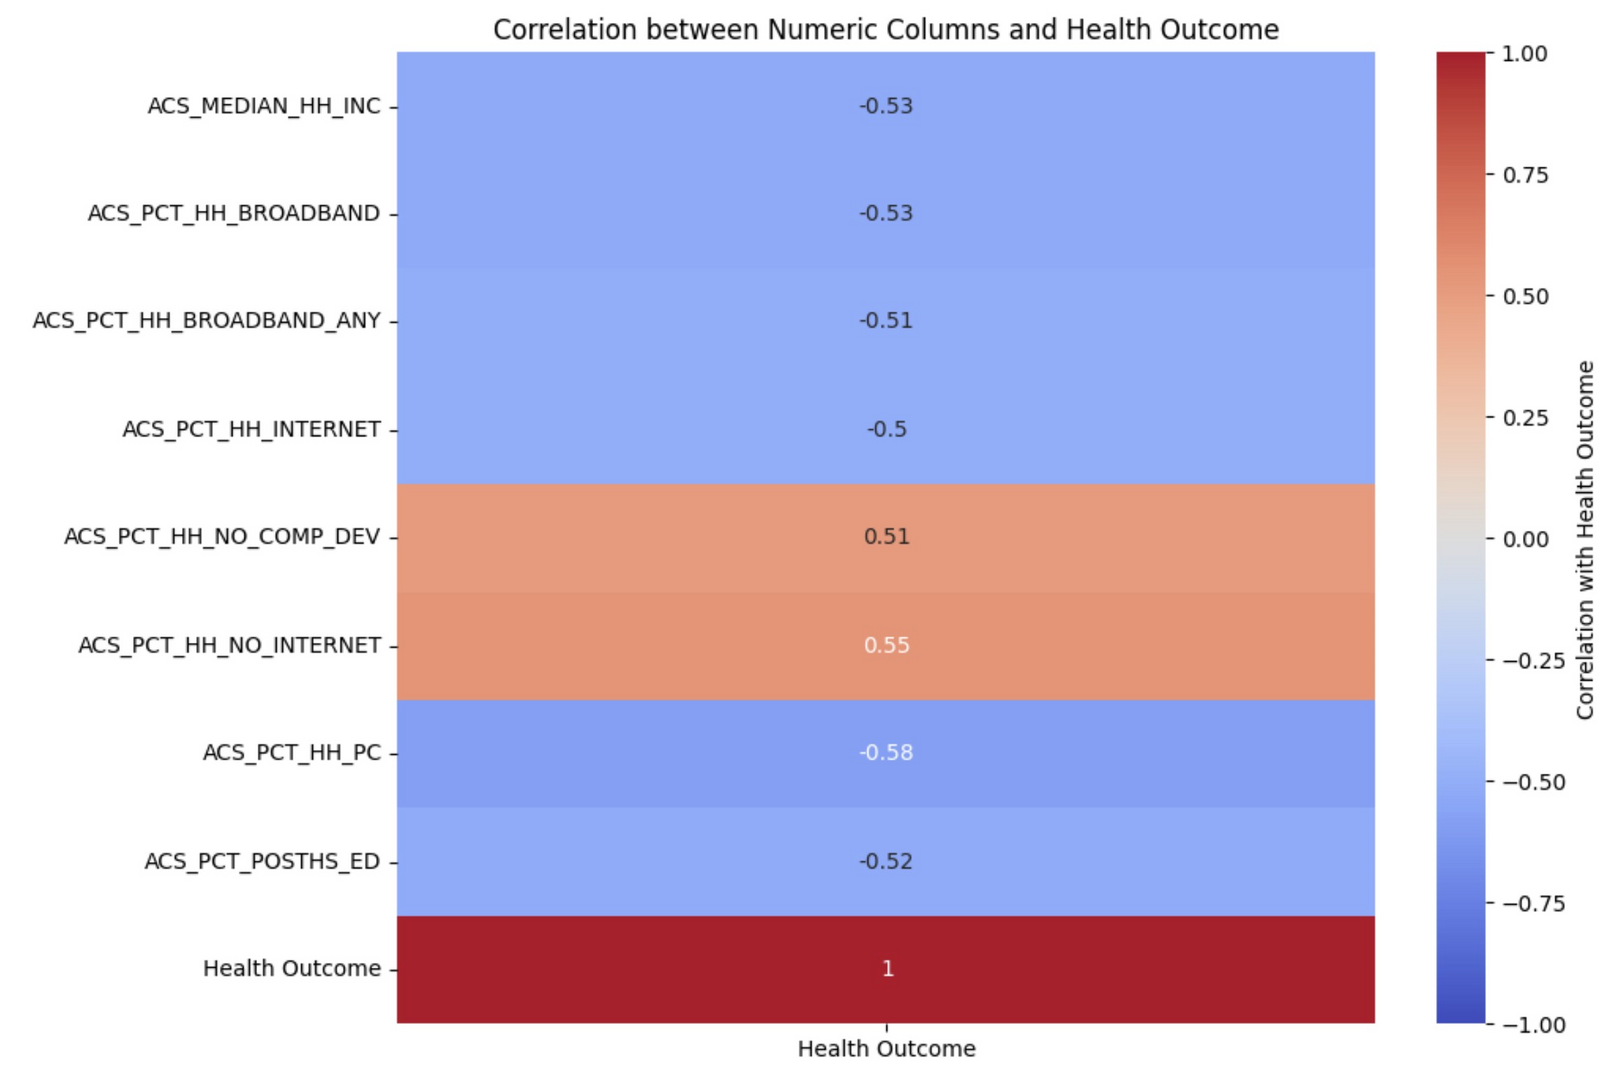 Correlation between Numeric Columns and Health Outcome
ACS_MEDIAN_HH_INC
-0.53
ACS_PCT_HH_BROADBAND
-0.53
ACS_PCT_HH_BROADBAND_ANY
-0.51
ACS_PCT_HH_INTERNET
-0.5
ACS_PCT_HH_NO_COMP_DEV
0.51
ACS_PCT_HH_NO_INTERNET
0.55
ACS_PCT_HH_PC
-0.58
ACS_PCT_POSTHS_ED
-0.52
Health Outcome
1
Health Outcome
1.00
0.75
0.50
0.25
0.00
−0.25
−0.50
−0.75
−1.00
Correlation with Health Outcome